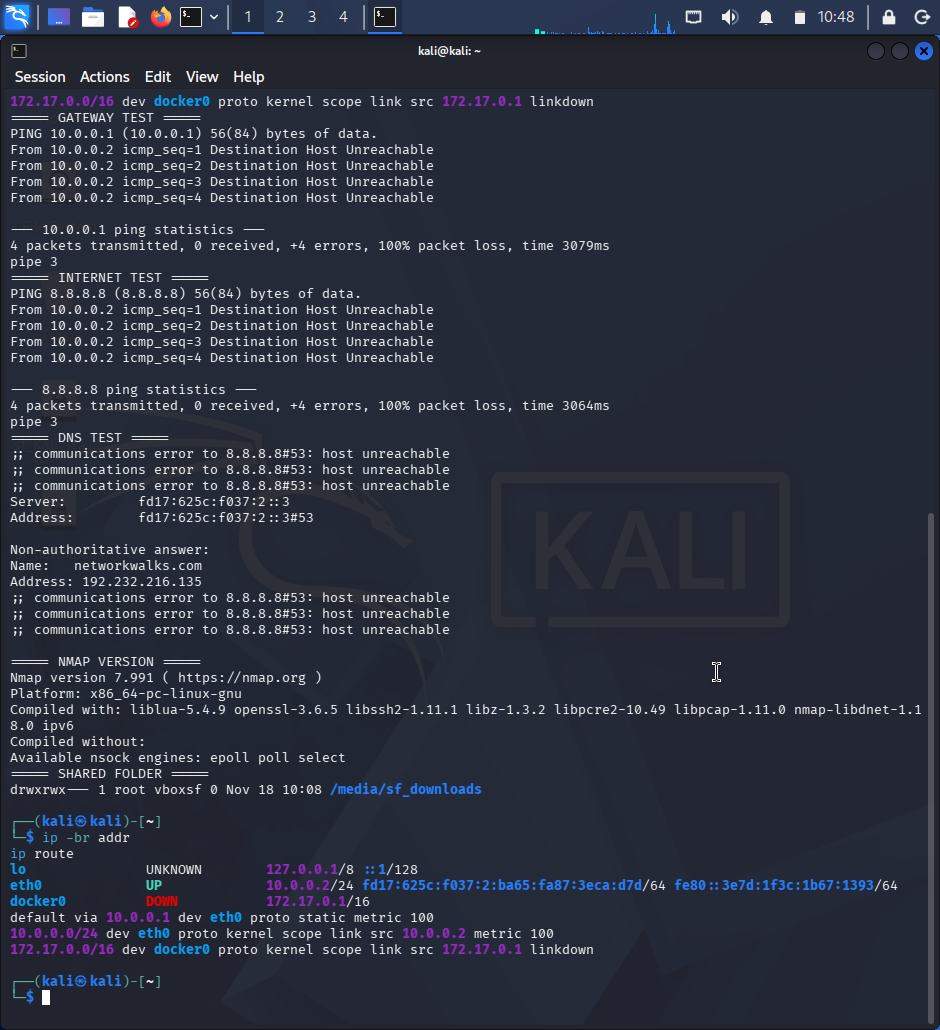 1 2 3 4 10:48
kali@kali: ~
Session Actions Edit View Help
172.17.0.0/16 dev docker0 proto kernel scope link src 172.17.0.1 linkdown
===== GATEWAY TEST =====
PING 10.0.0.1 (10.0.0.1) 56(84) bytes of data.
From 10.0.0.2 icmp_seq=1 Destination Host Unreachable
From 10.0.0.2 icmp_seq=2 Destination Host Unreachable
From 10.0.0.2 icmp_seq=3 Destination Host Unreachable
From 10.0.0.2 icmp_seq=4 Destination Host Unreachable
--- 10.0.0.1 ping statistics ---
4 packets transmitted, 0 received, +4 errors, 100% packet loss, time 3079ms
pipe 3
===== INTERNET TEST =====
PING 8.8.8.8 (8.8.8.8) 56(84) bytes of data.
From 10.0.0.2 icmp_seq=1 Destination Host Unreachable
From 10.0.0.2 icmp_seq=2 Destination Host Unreachable
From 10.0.0.2 icmp_seq=3 Destination Host Unreachable
From 10.0.0.2 icmp_seq=4 Destination Host Unreachable
--- 8.8.8.8 ping statistics ---
4 packets transmitted, 0 received, +4 errors, 100% packet loss, time 3064ms
pipe 3
===== DNS TEST =====
;; communications error to 8.8.8.8#53: host unreachable
;; communications error to 8.8.8.8#53: host unreachable
;; communications error to 8.8.8.8#53: host unreachable
Server: fd17:625c:f037:2::3
Address: fd17:625c:f037:2::3#53
Non-authoritative answer:
Name: networkwalks.com
Address: 192.232.216.135
;; communications error to 8.8.8.8#53: host unreachable
;; communications error to 8.8.8.8#53: host unreachable
;; communications error to 8.8.8.8#53: host unreachable
KALI
===== NMAP VERSION =====
Nmap version 7.991 ( https://nmap.org )
Platform: x86_64-pc-linux-gnu
Compiled with: liblua-5.4.9 openssl-3.6.5 libssh2-1.11.1 libz-1.3.2 libpcre2-10.49 libpcap-1.11.0 nmap-libdnet-1.1
8.0 ipv6
Compiled without:
Available nsock engines: epoll poll select
===== SHARED FOLDER =====
drwxrwx--- 1 root vboxsf 0 Nov 18 10:08 /media/sf_downloads
┌──(kali㉿kali)-[~]
└─$ ip -br addr
ip route
lo UNKNOWN 127.0.0.1/8 ::1/128
eth0 UP 10.0.0.2/24 fd17:625c:f037:2:ba65:fa87:3eca:d7d/64 fe80::3e7d:1f3c:1b67:1393/64
docker0 DOWN 172.17.0.1/16
default via 10.0.0.1 dev eth0 proto static metric 100
10.0.0.0/24 dev eth0 proto kernel scope link src 10.0.0.2 metric 100
172.17.0.0/16 dev docker0 proto kernel scope link src 172.17.0.1 linkdown
┌──(kali㉿kali)-[~]
└─$